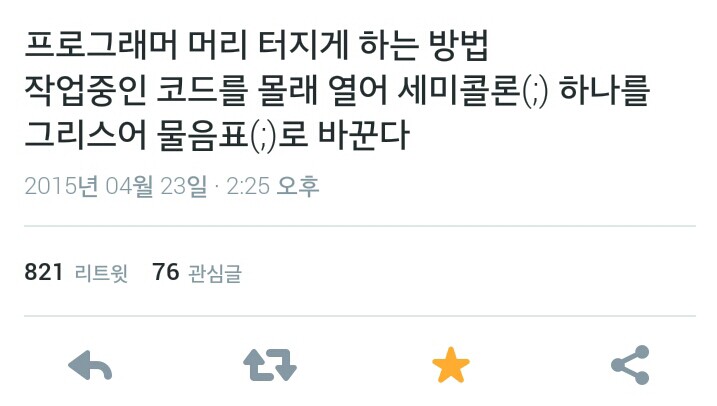 프로그래머 머리 터지게 하는 방법
작업중인 코드를 몰래 열어 세미콜론(;) 하나를
그리스어 물음표(;)로 바꾼다
2015년 04월 23일 · 2:25 오후
821 리트윗 76 관심글